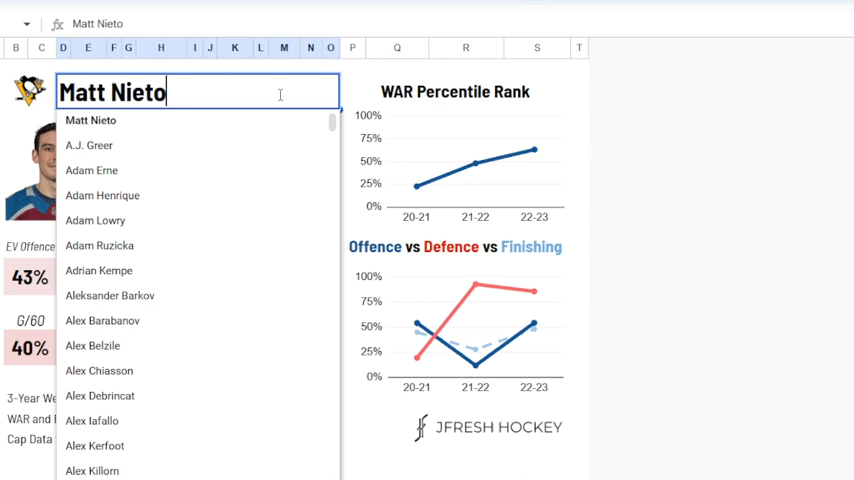 Matt Nieto
B C D E F G H I J K L M N O P Q R S T
Matt Nieto
Matt Nieto
A.J. Greer
Adam Erne
Adam Henrique
Adam Lowry
Adam Ruzicka
Adrian Kempe
Aleksander Barkov
Alex Barabanov
Alex Belzile
Alex Chiasson
Alex Debrincat
Alex Iafallo
Alex Kerfoot
Alex Killorn
EV Offence
43%
G/60
40%
3-Year We
WAR and
Cap Data
WAR Percentile Rank
100%
75%
50%
25%
0%
20-21 21-22 22-23
Offence vs Defence vs Finishing
100%
75%
50%
25%
0%
20-21 21-22 22-23
JFRESH HOCKEY